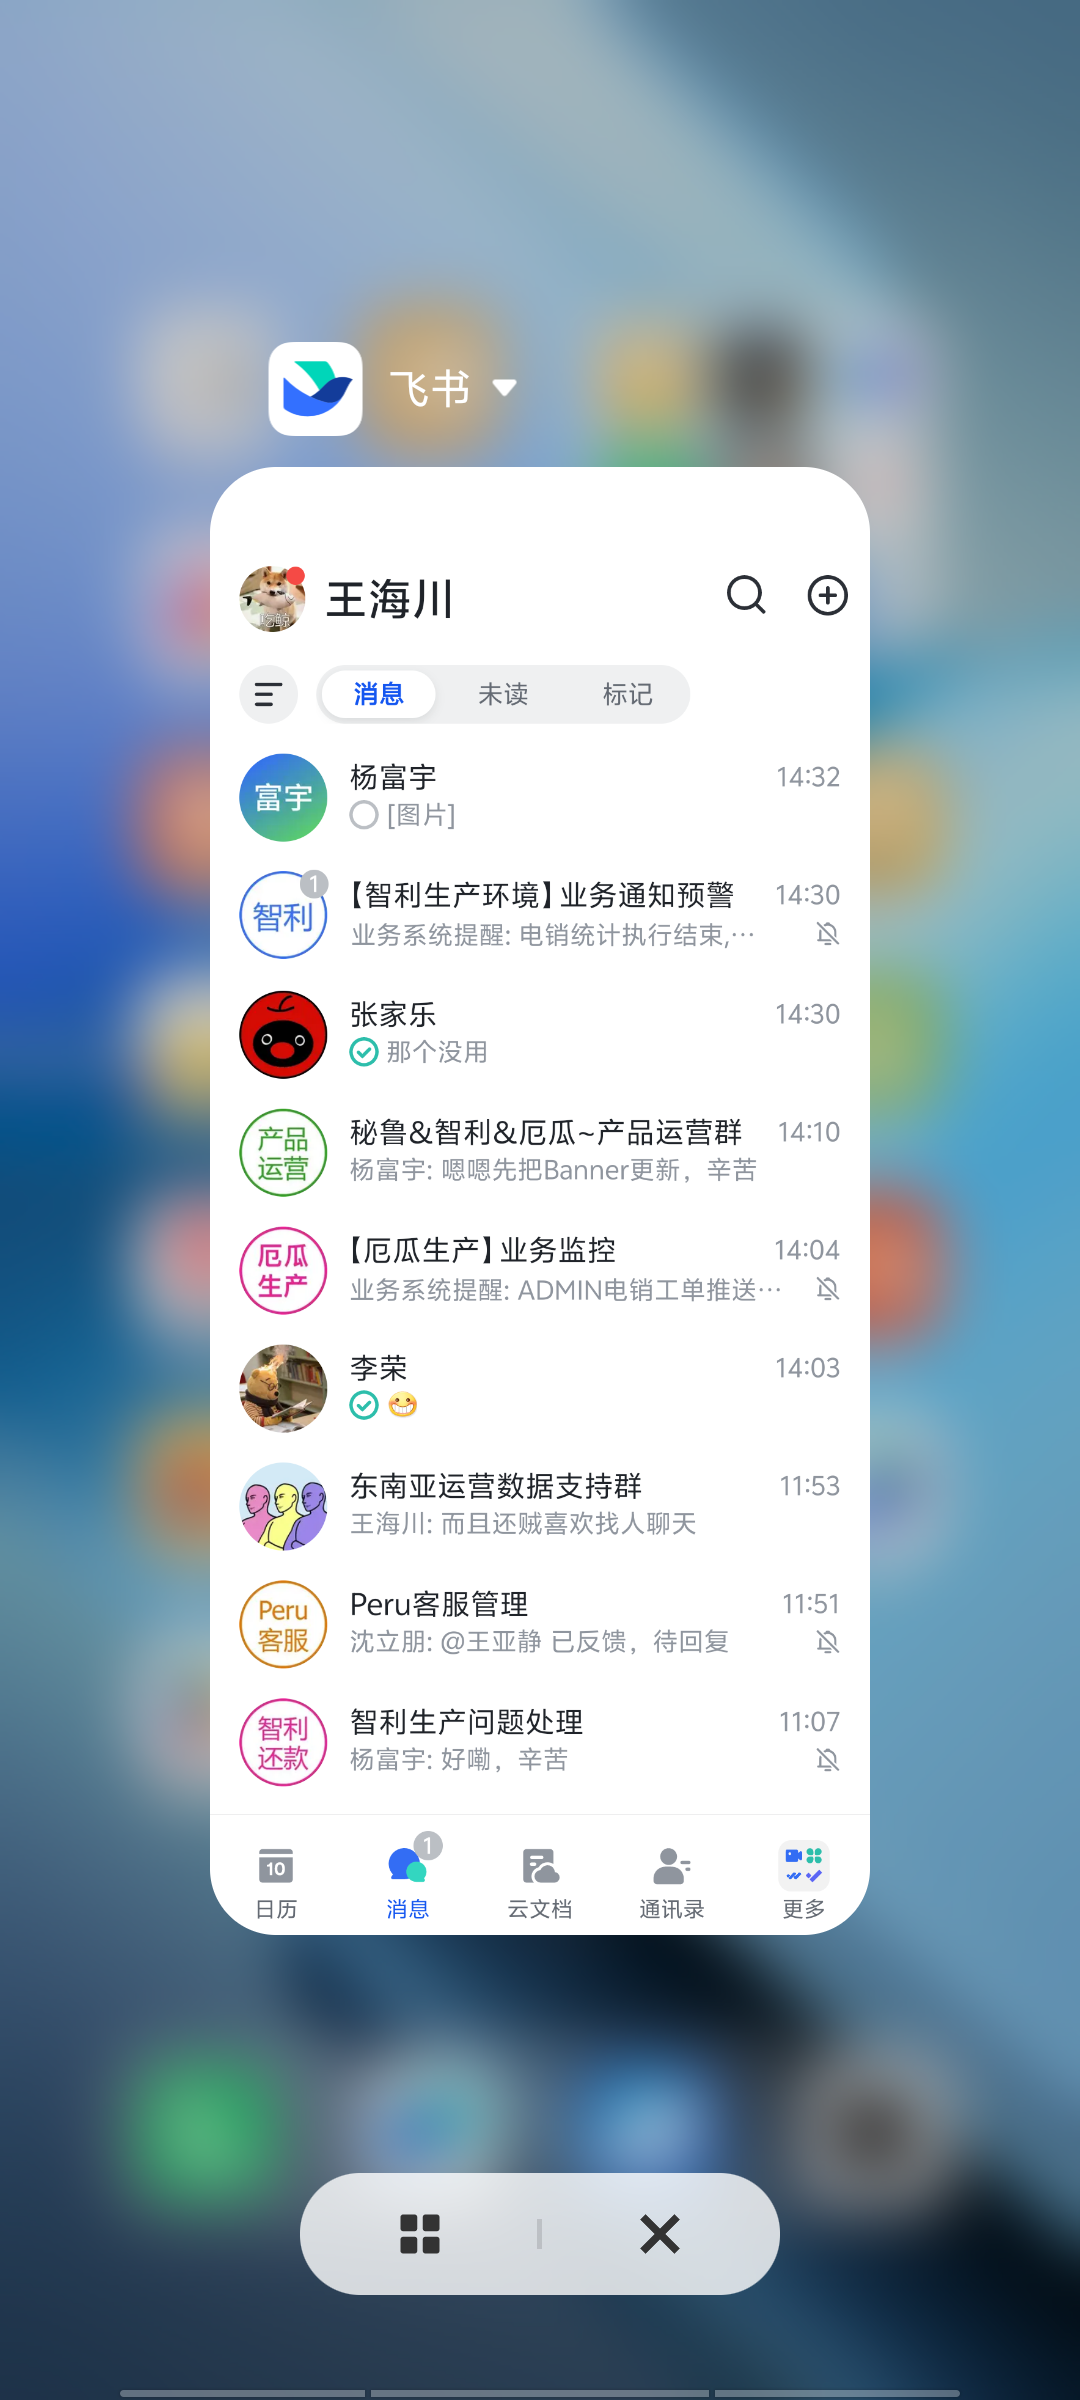 飞书
吃鲸
王海川
消息 未读 标记
富宇
杨富宇 14:32
[图片]
智利
1
【智利生产环境】业务通知预警 14:30
业务系统提醒: 电销统计执行结束,…
张家乐 14:30
那个没用
产品
运营
秘鲁&智利&厄瓜~产品运营群 14:10
杨富宇: 嗯嗯先把Banner更新，辛苦
厄瓜
生产
【厄瓜生产】业务监控 14:04
业务系统提醒: ADMIN电销工单推送…
李荣 14:03
😁
东南亚运营数据支持群 11:53
王海川: 而且还贼喜欢找人聊天
Peru
客服
Peru客服管理 11:51
沈立朋: @王亚静 已反馈，待回复
智利
还款
智利生产问题处理 11:07
杨富宇: 好嘞，辛苦
10
1
日历 消息 云文档 通讯录 更多